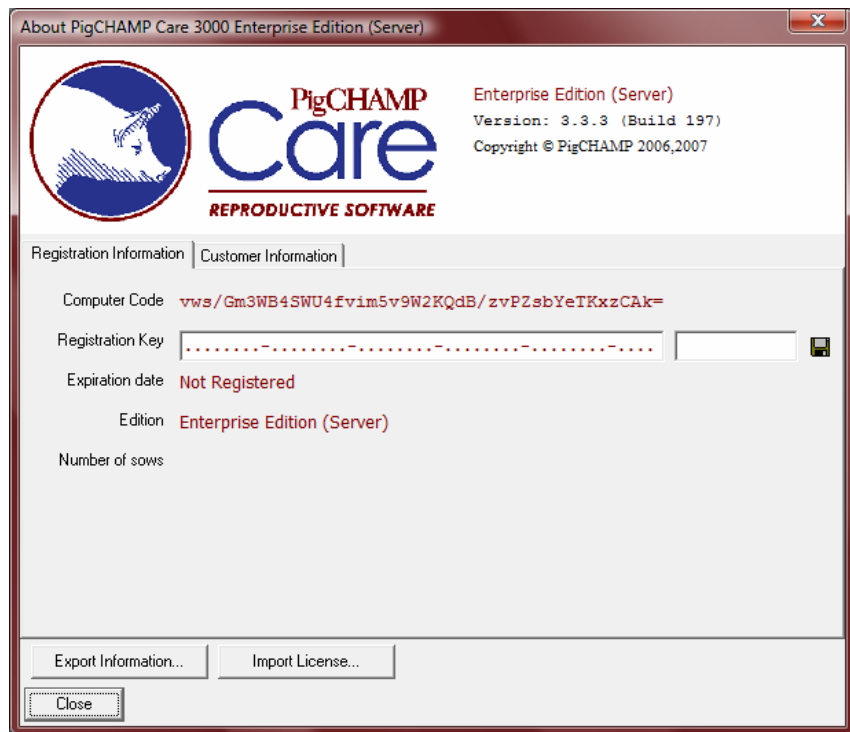 About PigCHAMP Care 3000 Enterprise Edition (Server)
PigCHAMP
Care
REPRODUCTIVE SOFTWARE
Enterprise Edition (Server)
Version: 3.3.3 (Build 197)
Copyright © PigCHAMP 2006,2007
Registration Information
Customer Information
Computer Code vws/Gm3WB4SWU4fvim5v9W2KQdB/zvPZsbYeTKxzCAk=
Registration Key ........-........-........-........-........-....
Expiration date Not Registered
Edition Enterprise Edition (Server)
Number of sows
Export Information... Import License...
Close